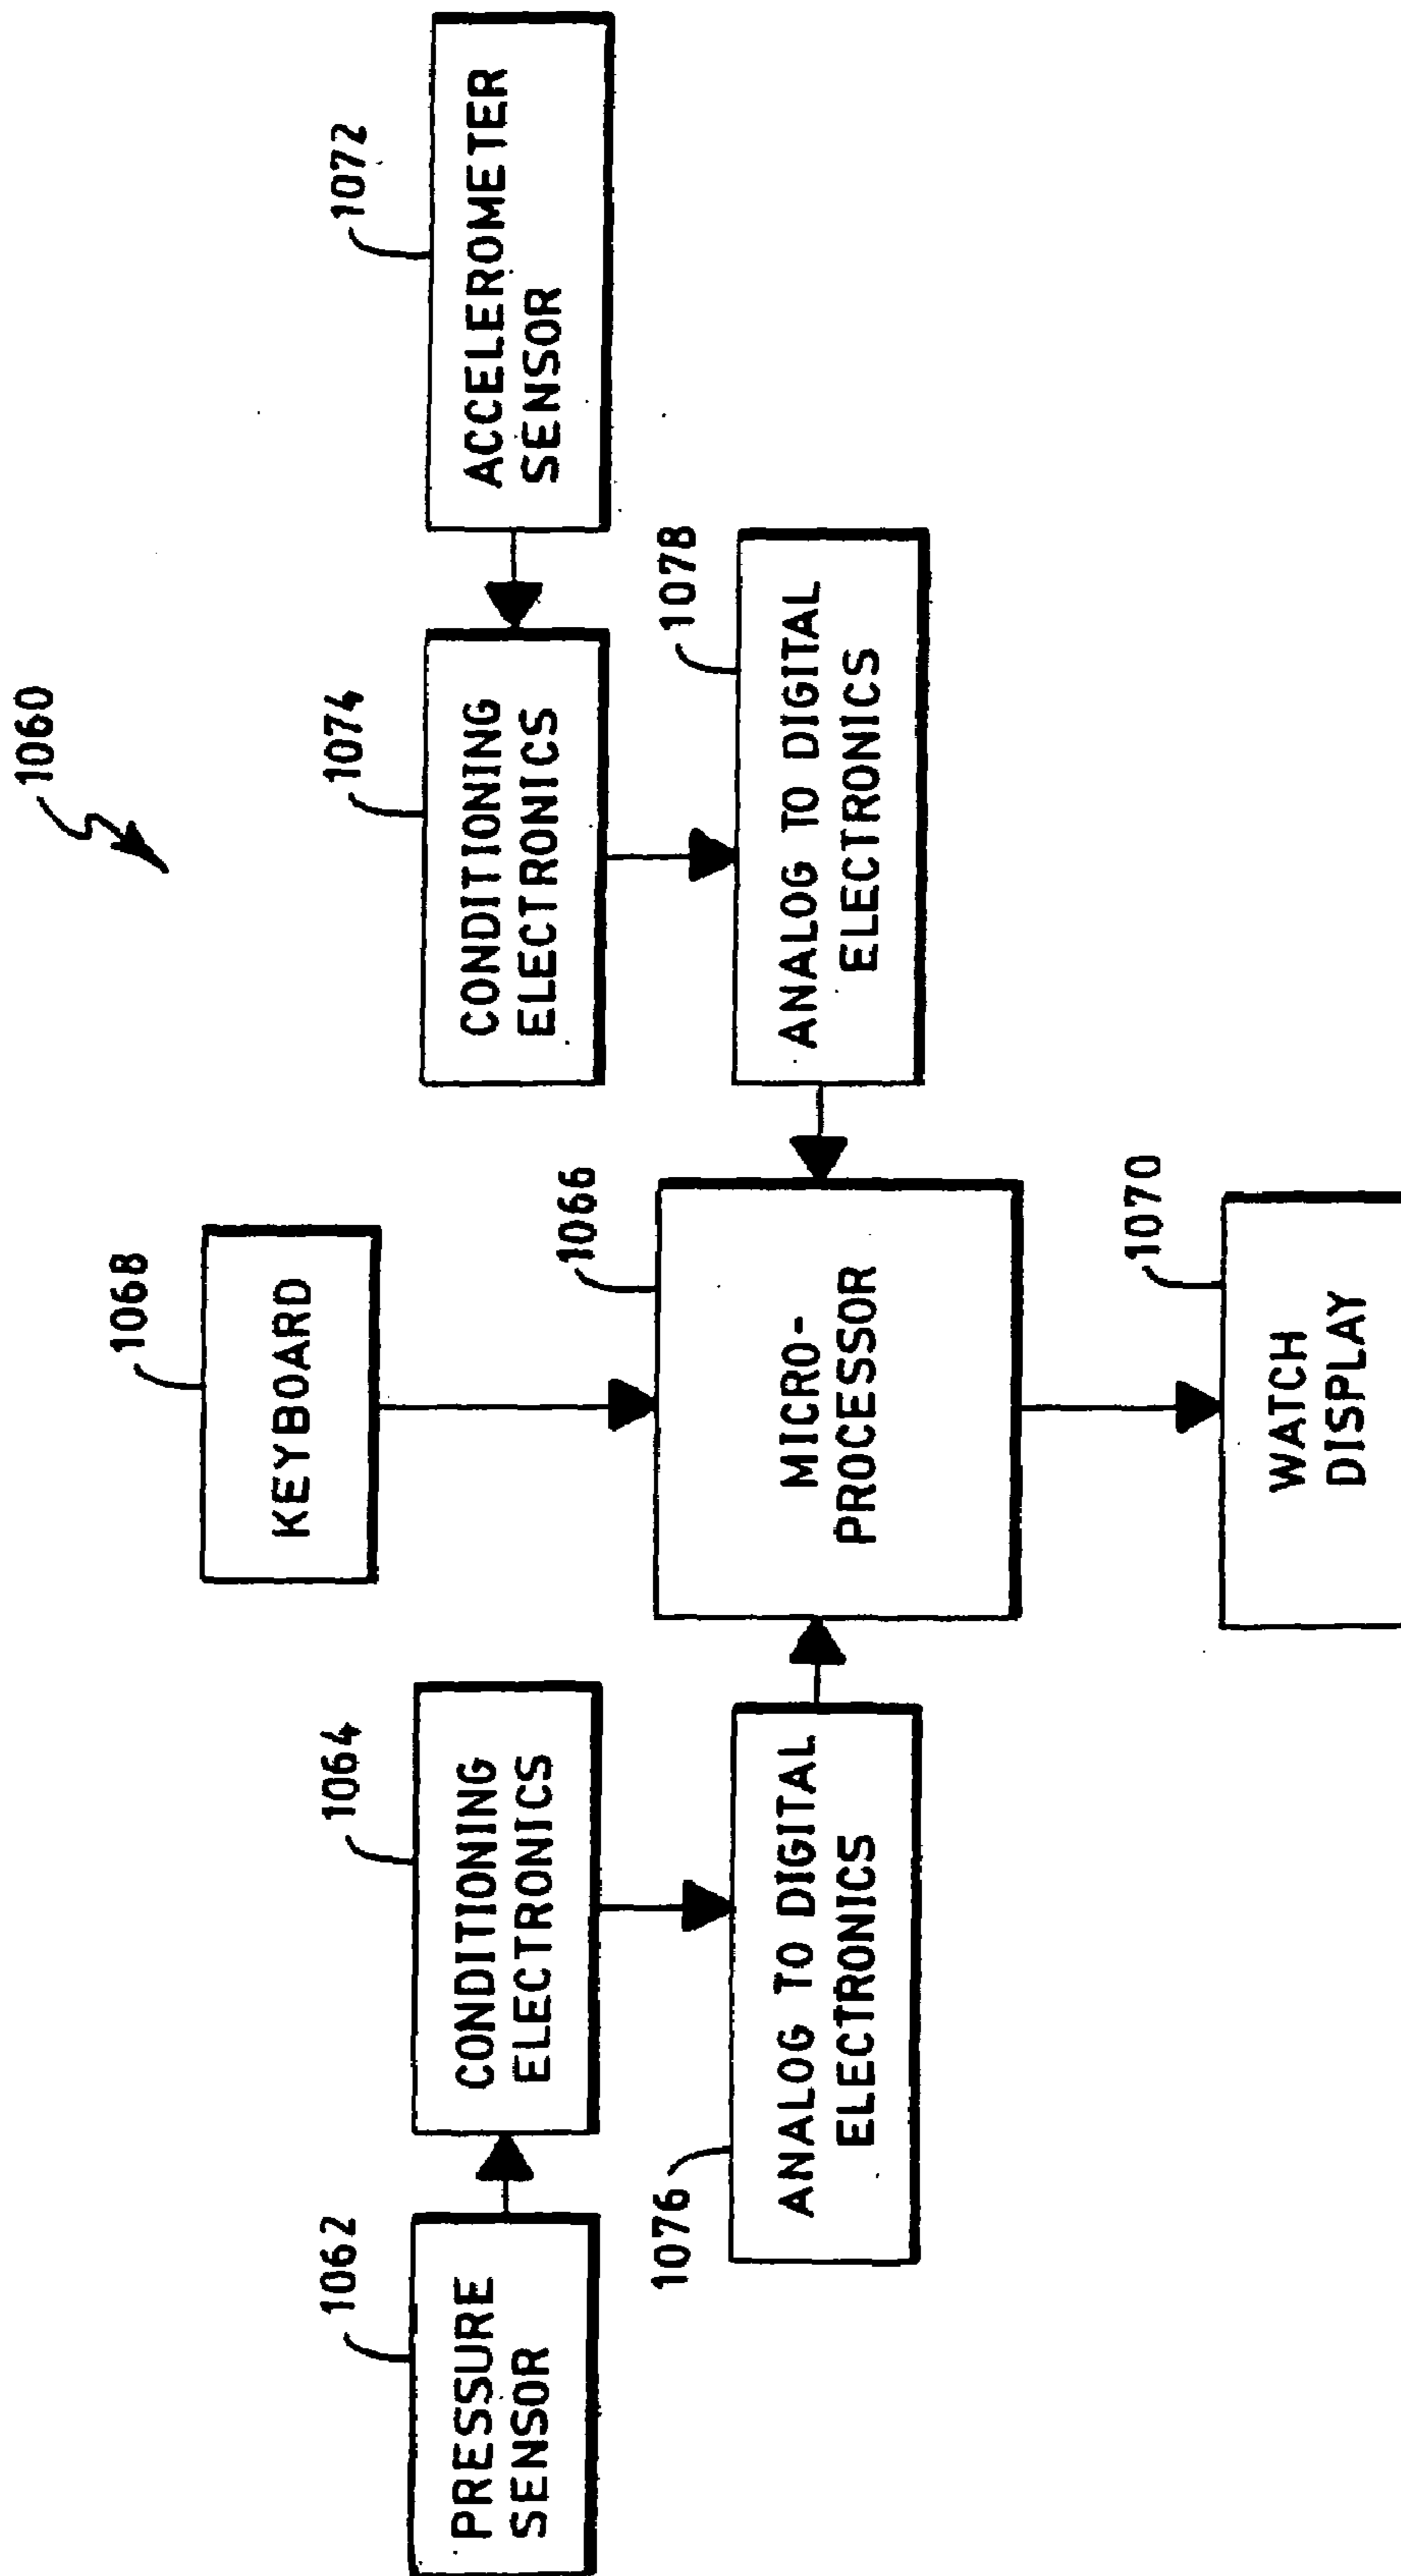 1060
1068
KEYBOARD
1062
PRESSURE
SENSOR
1064
CONDITIONING
ELECTRONICS
1074
CONDITIONING
ELECTRONICS
1072
ACCELEROMETER
SENSOR
1066
MICRO-
PROCESSOR
1076
ANALOG TO DIGITAL
ELECTRONICS
1078
ANALOG TO DIGITAL
ELECTRONICS
1070
WATCH
DISPLAY